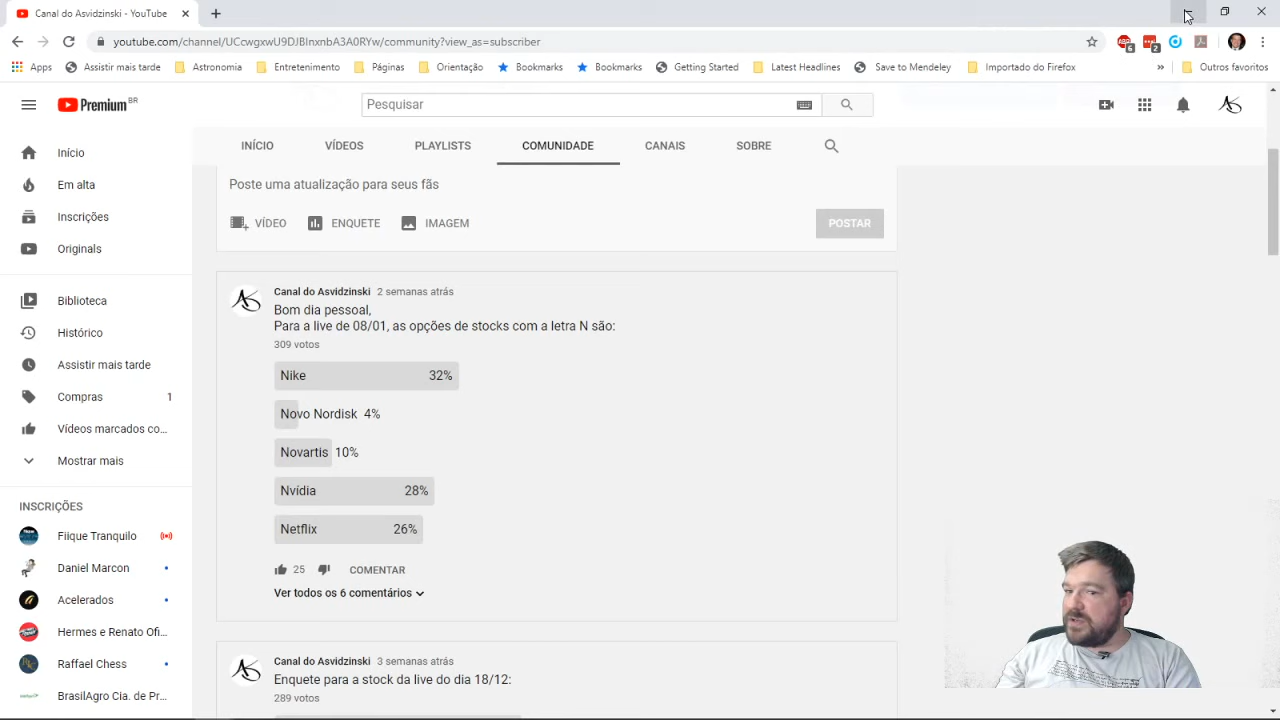 Canal do Asvidzinski - YouTube
youtube.com/channel/UCcwgxwU9DJBInxnbA3A0RYw/community?view_as=subscriber
6
2
Apps
Assistir mais tarde
Astronomia
Entretenimento
Páginas
Orientação
Bookmarks
Bookmarks
Getting Started
Latest Headlines
Save to Mendeley
Importado do Firefox
»
Outros favoritos
Premium BR
Pesquisar
INÍCIO
VÍDEOS
PLAYLISTS
COMUNIDADE
CANAIS
SOBRE
Início
Em alta
Inscrições
Originals
Biblioteca
Histórico
Assistir mais tarde
Compras 1
Vídeos marcados co...
Mostrar mais
INSCRIÇÕES
Fiique Tranquilo
Daniel Marcon
Acelerados
Hermes e Renato Ofi...
Raffael Chess
BrasilAgro Cia. de Pr...
Poste uma atualização para seus fãs
VÍDEO
ENQUETE
IMAGEM
POSTAR
Canal do Asvidzinski 2 semanas atrás
Bom dia pessoal,
Para a live de 08/01, as opções de stocks com a letra N são:
309 votos
Nike 32%
Novo Nordisk 4%
Novartis 10%
Nvídia 28%
Netflix 26%
25
COMENTAR
Ver todos os 6 comentários
Canal do Asvidzinski 3 semanas atrás
Enquete para a stock da live do dia 18/12:
289 votos